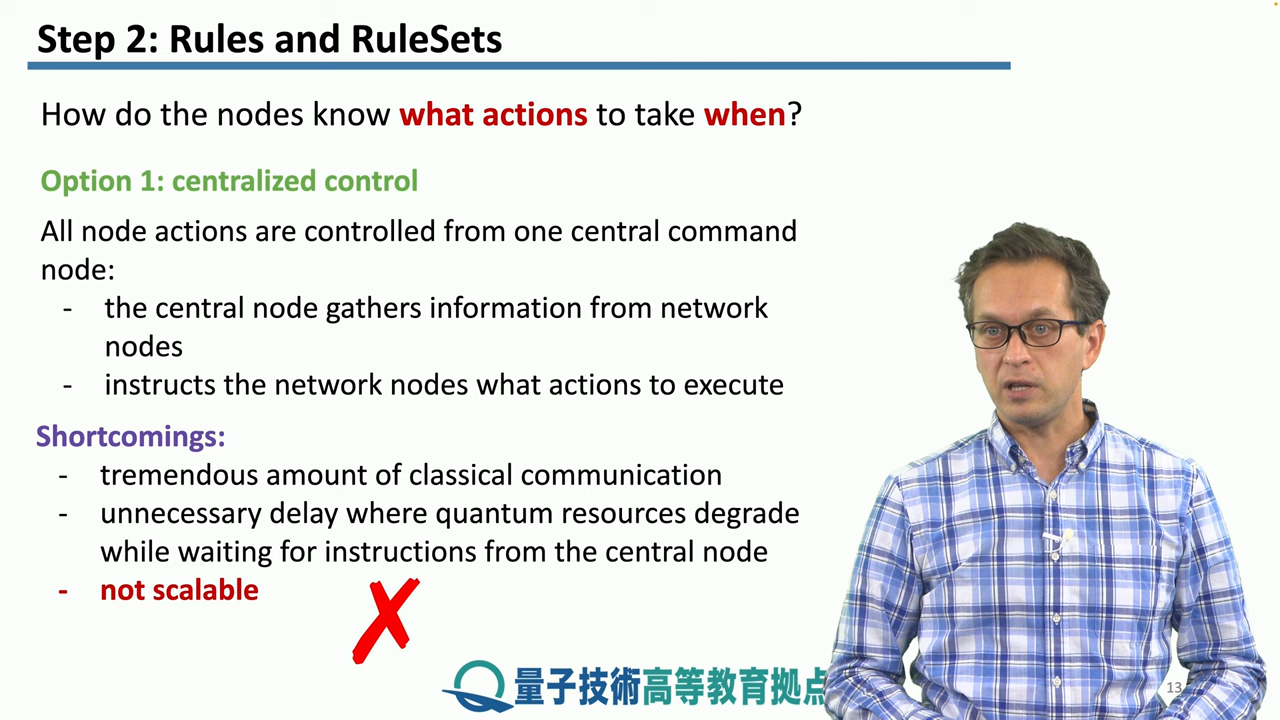 Step 2: Rules and RuleSets
How do the nodes know what actions to take when?
Option 1: centralized control
All node actions are controlled from one central command
node:
- the central node gathers information from network
nodes
- instructs the network nodes what actions to execute
Shortcomings:
- tremendous amount of classical communication
- unnecessary delay where quantum resources degrade
while waiting for instructions from the central node
- not scalable
量子技術高等教育拠点
13